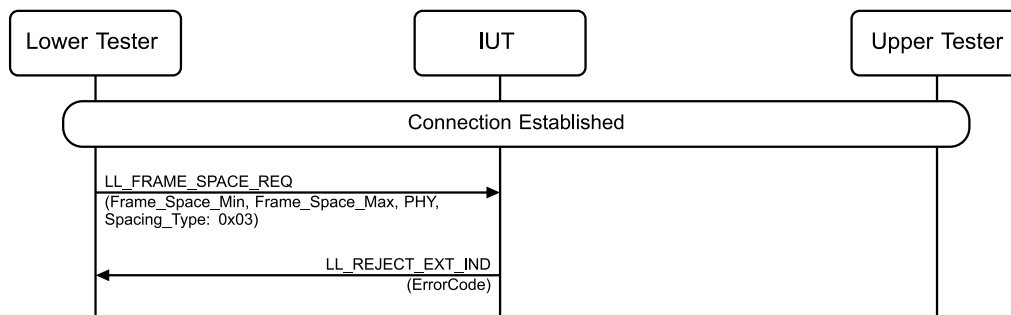 Lower Tester
IUT
Upper Tester
Connection Established
LL_FRAME_SPACE_REQ
(Frame_Space_Min, Frame_Space_Max, PHY,
Spacing_Type: 0x03)
LL_REJECT_EXT_IND
(ErrorCode)